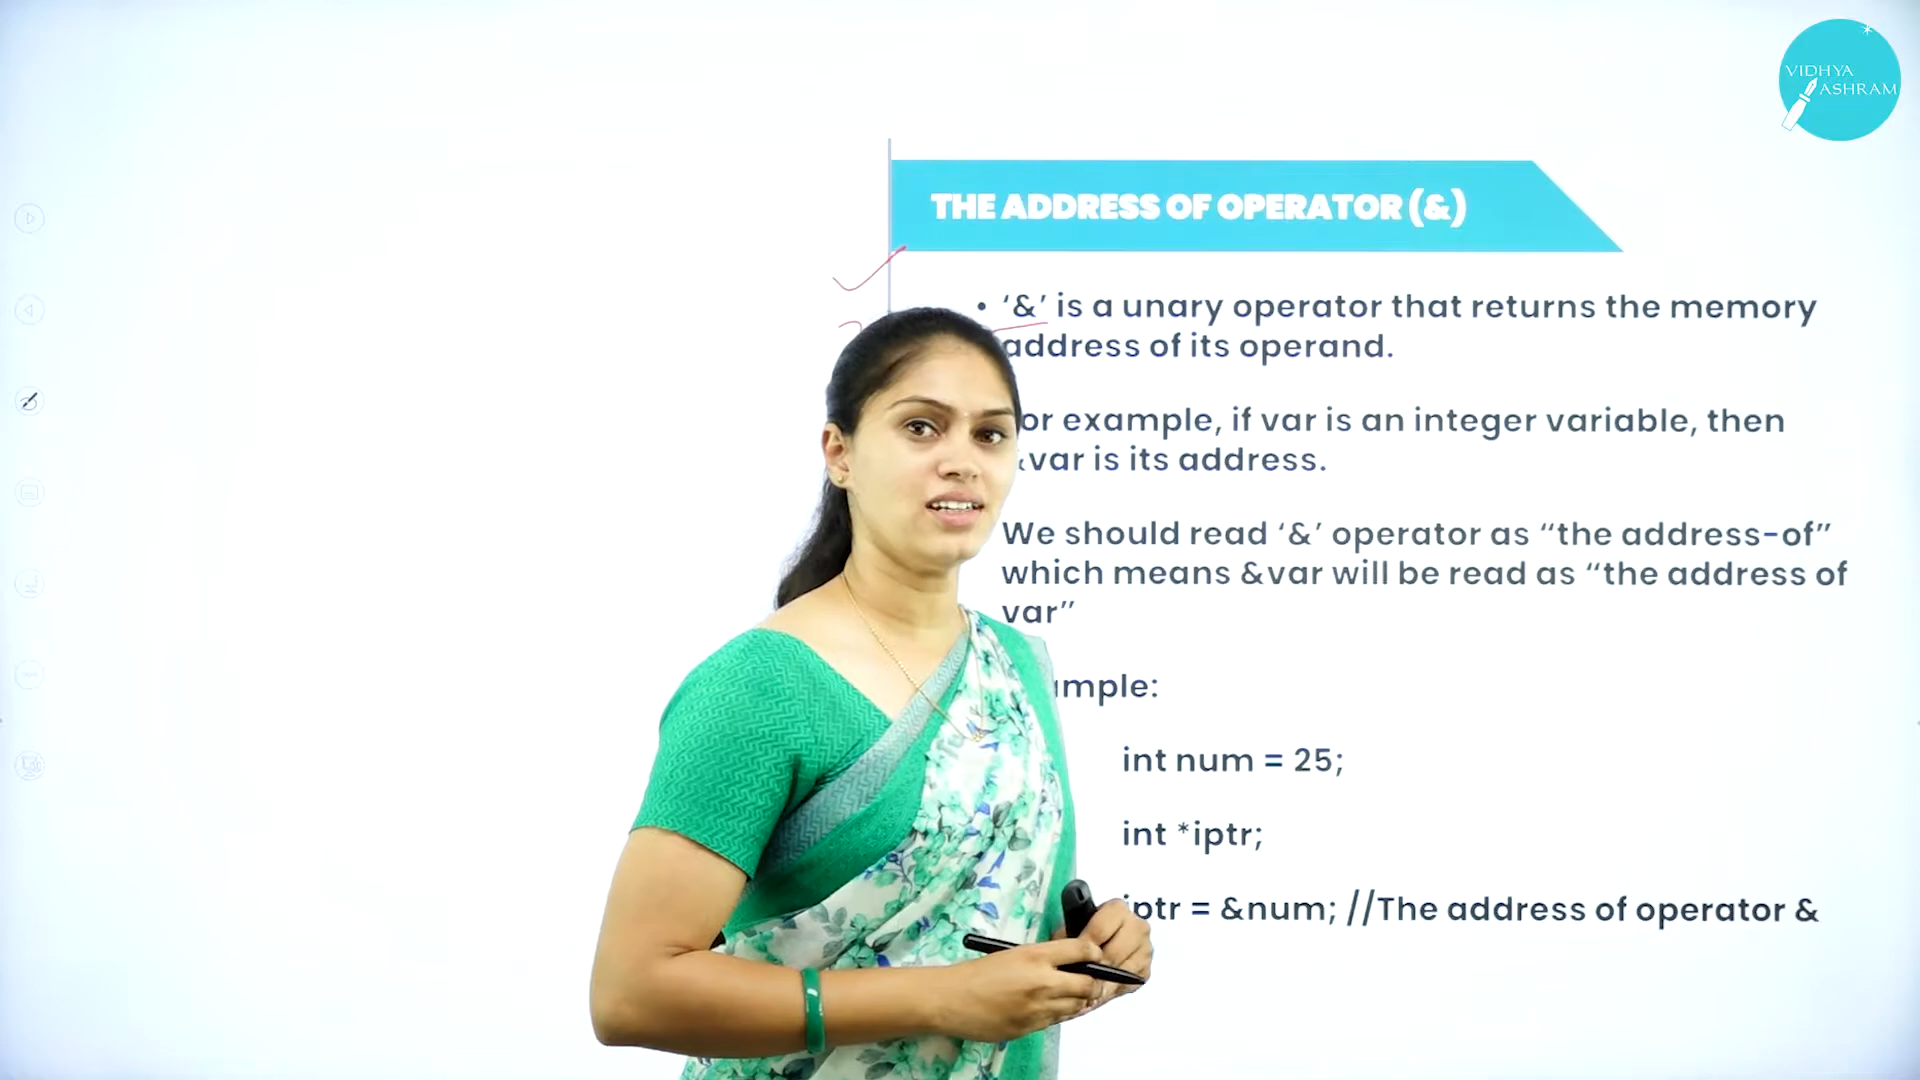 VIDHYA
ASHRAM
THE ADDRESS OF OPERATOR (&)
• ‘&’ is a unary operator that returns the memory
address of its operand.
example, if var is an integer variable, then
&var is its address.
We should read ‘&’ operator as “the address-of”
which means &var will be read as “the address of
var”
int num = 25;
int *iptr;
iptr = &num; //The address of operator &